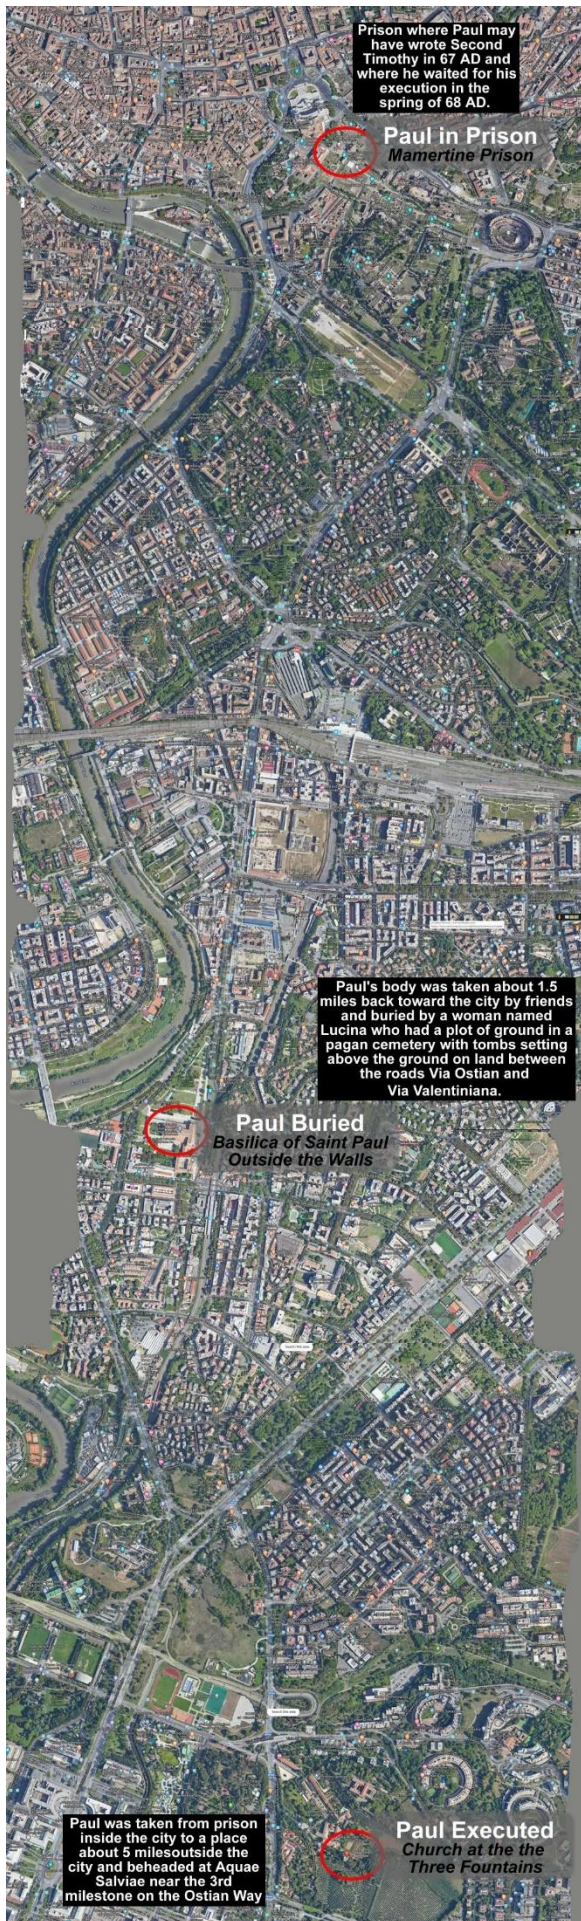 Prison where Paul may
have wrote Second
Timothy in 67 AD and
where he waited for his
execution in the
spring of 68 AD.
Paul in Prison
Mamertine Prison
Paul's body was taken about 1.5
miles back toward the city by friends
and buried by a woman named
Lucina who had a plot of ground in a
pagan cemetery with tombs setting
above the ground on land between
the roads Via Ostian and
Via Valentiniana.
Paul Buried
Basilica of Saint Paul
Outside the Walls
Search this area
Search this area
Paul was taken from prison
inside the city to a place
about 5 milesoutside the
city and beheaded at Aquae
Salviae near the 3rd
milestone on the Ostian Way
Paul Executed
Church at the the
Three Fountains